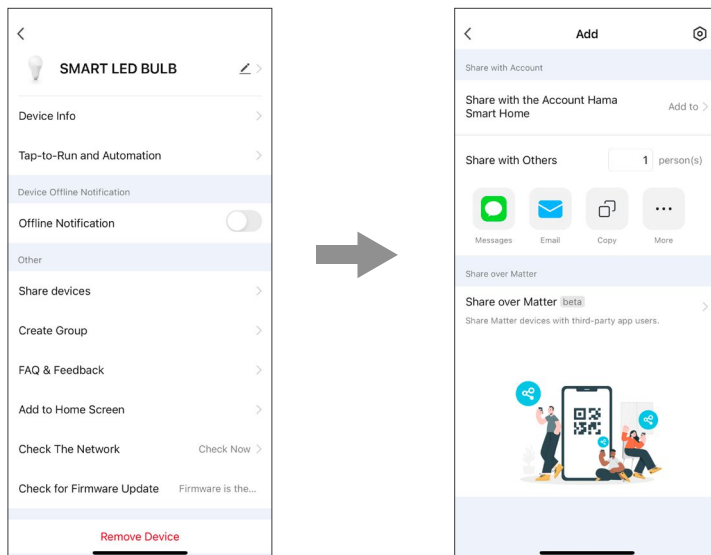 SMART LED BULB
Device Info
Tap-to-Run and Automation
Device Offline Notification
Offline Notification
Other
Share devices
Create Group
FAQ & Feedback
Add to Home Screen
Check The Network Check Now
Check for Firmware Update Firmware is the...
Remove Device
Add
Share with Account
Share with the Account Hama
Smart Home
Add to
Share with Others 1 person(s)
Messages Email Copy More
Share over Matter
Share over Matter beta
Share Matter devices with third-party app users.